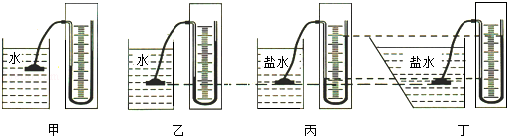 水 水 盐水 盐水
甲 乙 丙 丁